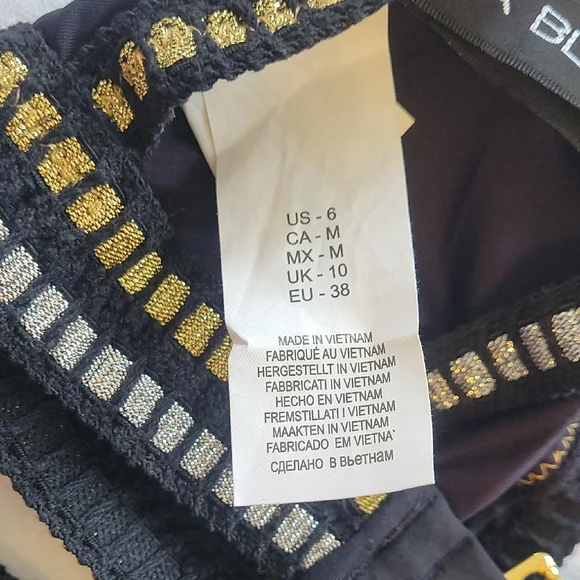 BL
US - 6
CA - M
MX - M
UK - 10
EU - 38
MADE IN VIETNAM
FABRIQUÉ AU VIETNAM
HERGESTELLT IN VIETNAM
FABBRICATI IN VIETNAM
HECHO EN VIETNAM
FREMSTILLATI I VIETNAM
MAAKTEN IN VIETNAM
FABRICADO EM VIETNA`
СДЕЛАНО в Вьетнам